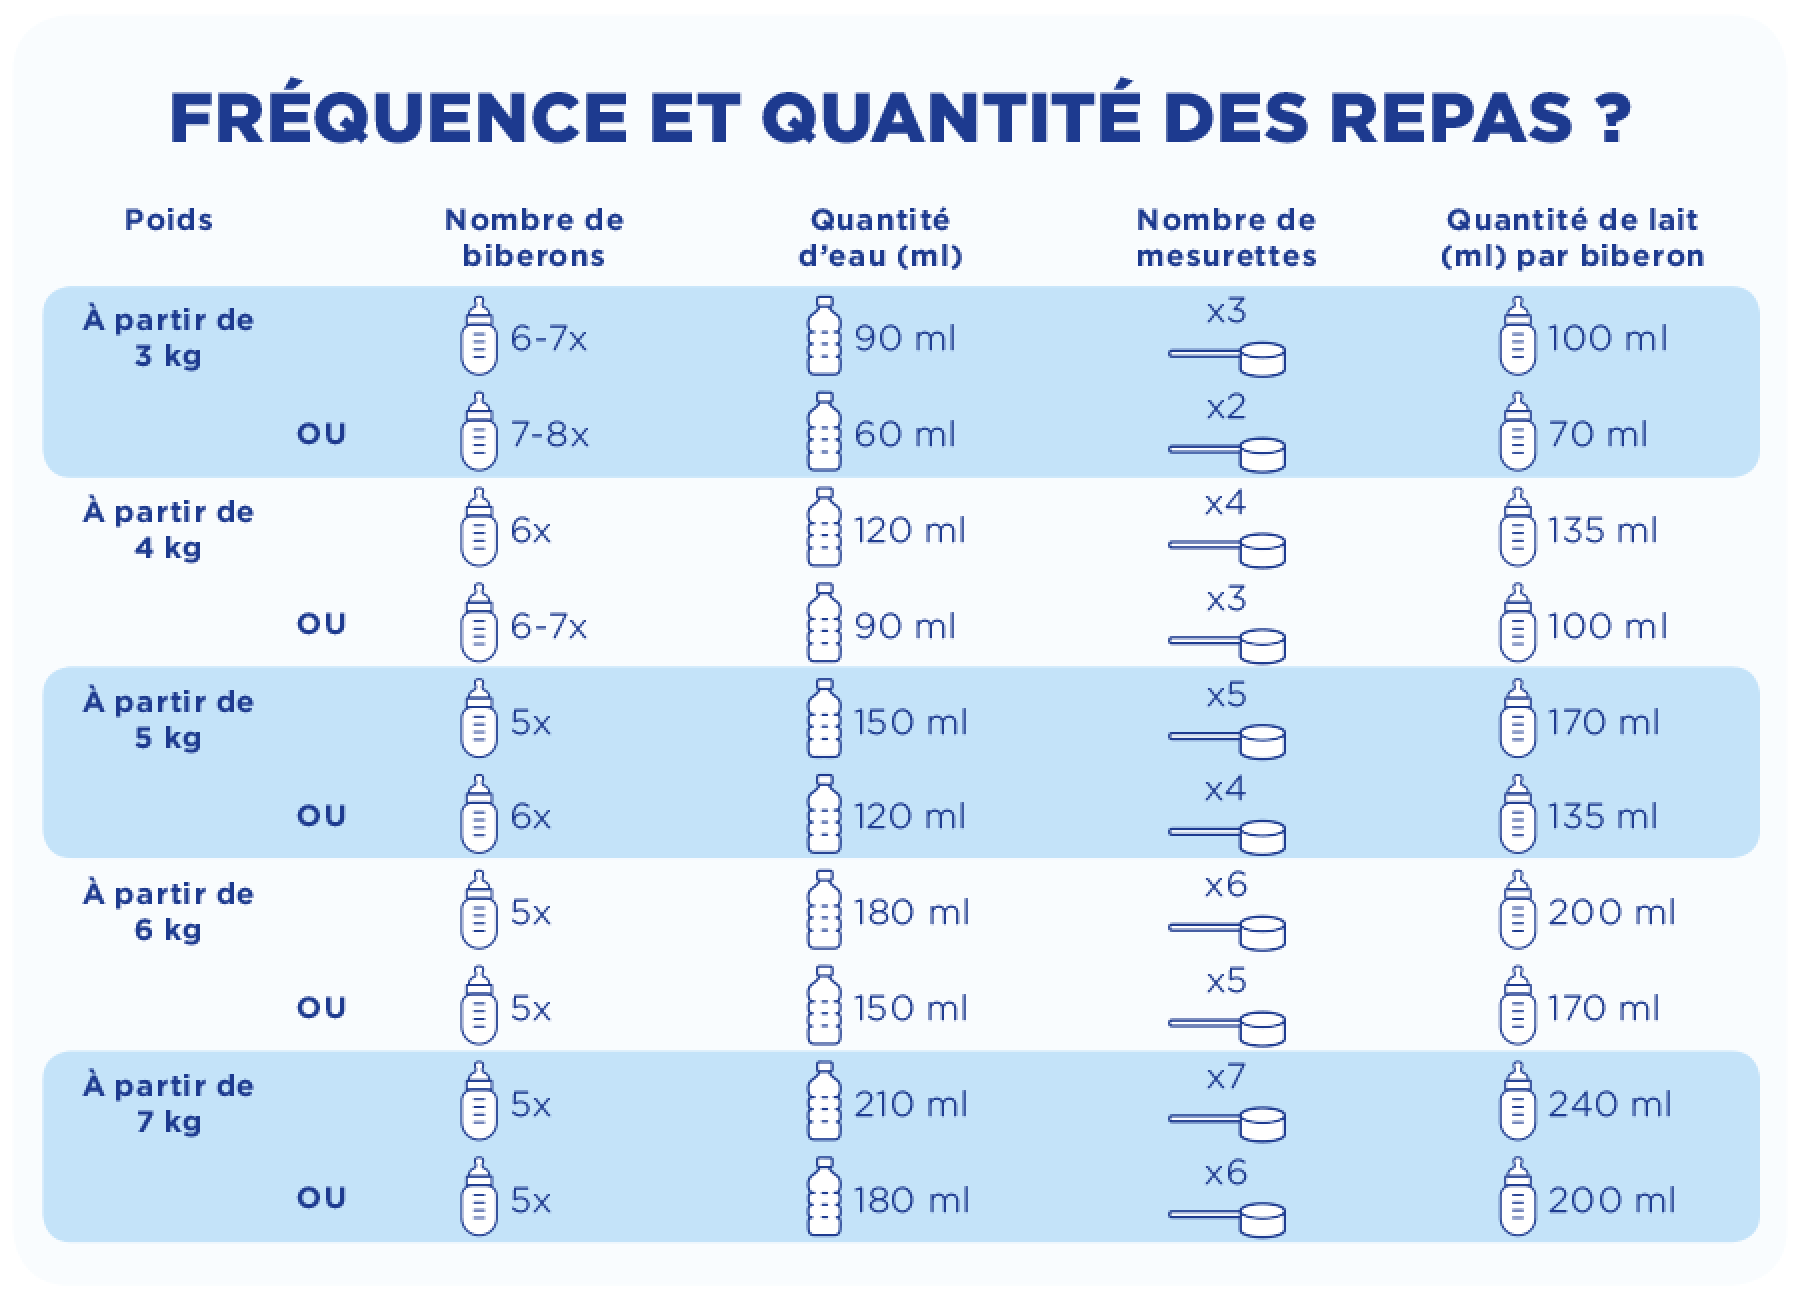 FRÉQUENCE ET QUANTITÉ DES REPAS ?
Poids
Nombre de
biberons
Quantité
d'eau (ml)
Nombre de
mesurettes
Quantité de lait
(ml) par biberon
À partir de
3 kg
6-7x
90 ml
x3
100 ml
OU
7-8x
60 ml
x2
70 ml
À partir de
4 kg
6x
120 ml
x4
135 ml
OU
6-7x
90 ml
x3
100 ml
À partir de
5 kg
5x
150 ml
x5
170 ml
OU
6x
120 ml
x4
135 ml
À partir de
6 kg
5x
180 ml
x6
200 ml
OU
5x
150 ml
x5
170 ml
À partir de
7 kg
5x
210 ml
x7
240 ml
OU
5x
180 ml
x6
200 ml